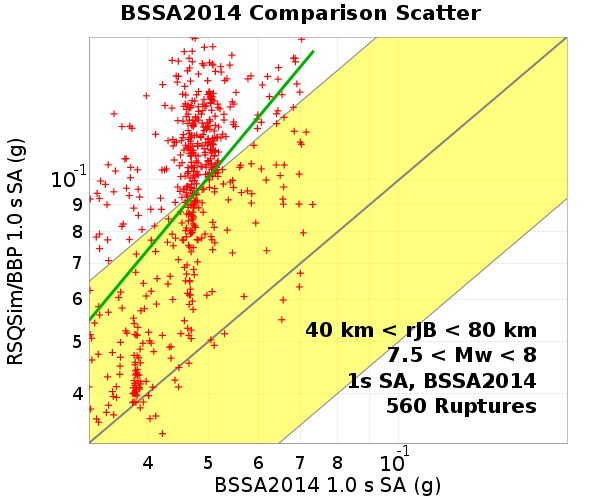 BSSA2014 Comparison Scatter
RSQSim/BBP 1.0 s SA (g)
10⁻¹
9
8
7
6
5
4
40 km < rJB < 80 km
7.5 < Mw < 8
1s SA, BSSA2014
560 Ruptures
4 5 6 7 8 10⁻¹
BSSA2014 1.0 s SA (g)